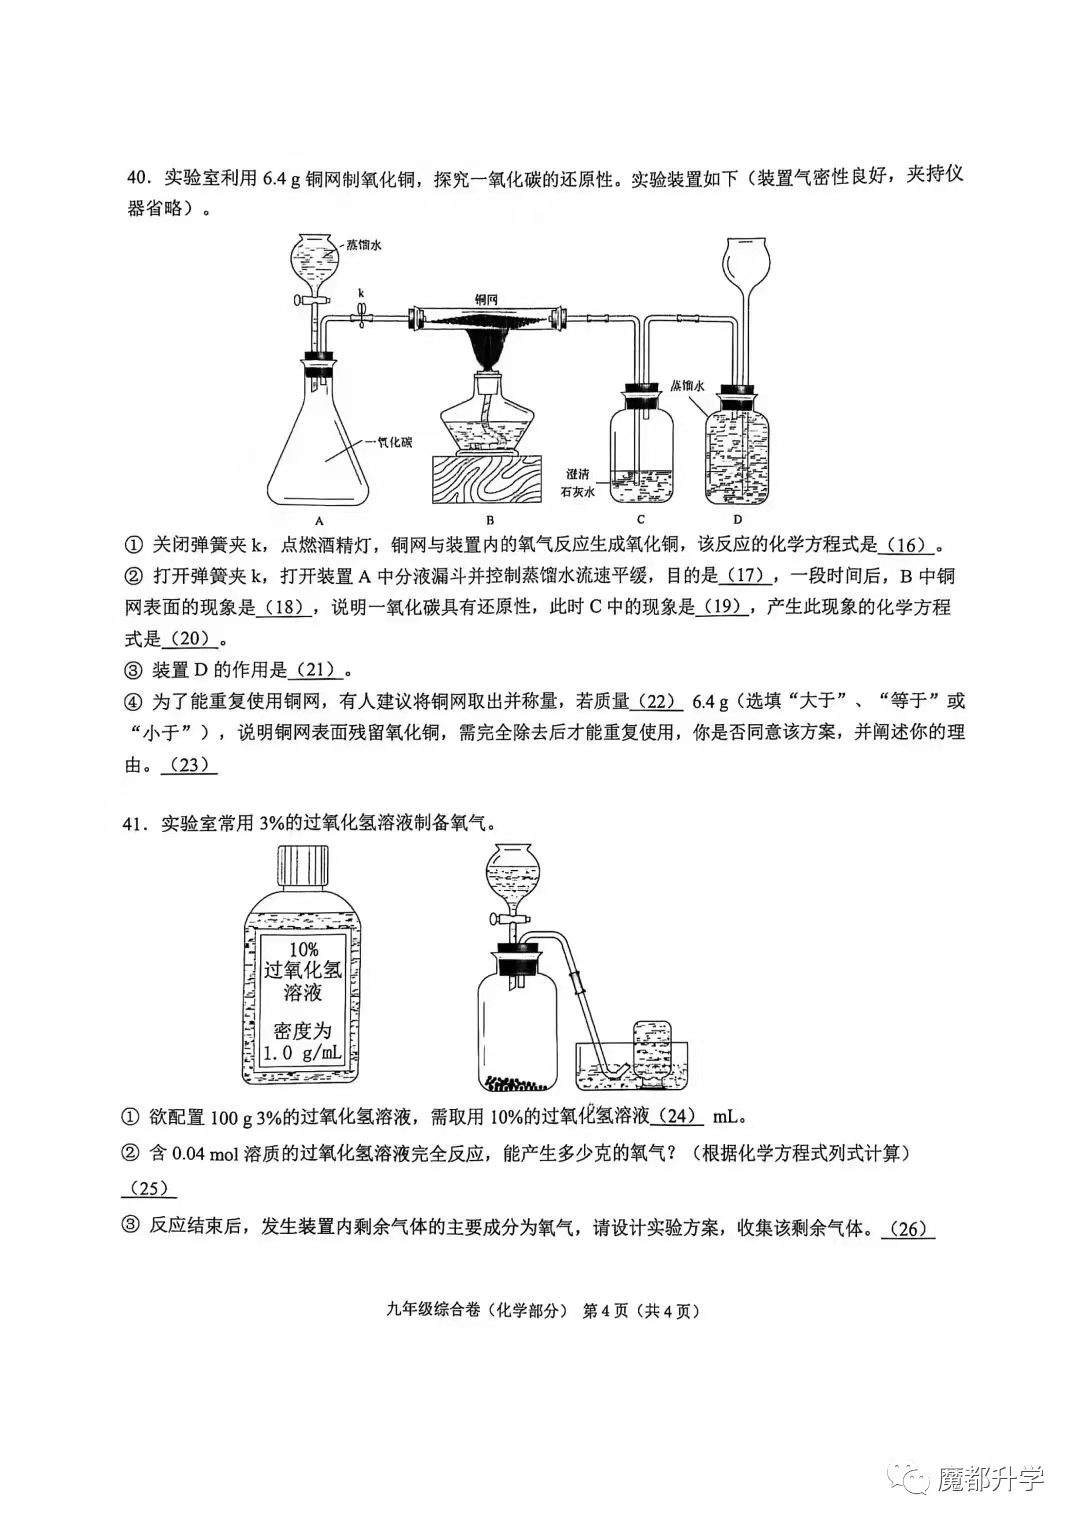 40．实验室利用 6.4 g 铜网制氧化铜，探究一氧化碳的还原性。实验装置如下（装置气密性良好，夹持仪
器省略）。
蒸馏水
k
铜网
蒸馏水
一氧化碳
澄清
石灰水
A
B
C
D
① 关闭弹簧夹 k，点燃酒精灯，铜网与装置内的氧气反应生成氧化铜，该反应的化学方程式是（16）。
② 打开弹簧夹 k，打开装置 A 中分液漏斗并控制蒸馏水流速平缓，目的是（17），一段时间后，B 中铜
网表面的现象是（18），说明一氧化碳具有还原性，此时 C 中的现象是（19），产生此现象的化学方程
式是（20）。
③ 装置 D 的作用是（21）。
④ 为了能重复使用铜网，有人建议将铜网取出并称量，若质量（22） 6.4 g（选填“大于”、“等于”或
“小于”），说明铜网表面残留氧化铜，需完全除去后才能重复使用，你是否同意该方案，并阐述你的理
由。（23）
41．实验室常用 3%的过氧化氢溶液制备氧气。
10%
过氧化氢
溶液
密度为
1.0 g/mL
① 欲配置 100 g 3%的过氧化氢溶液，需取用 10%的过氧化氢溶液（24） mL。
② 含 0.04 mol 溶质的过氧化氢溶液完全反应，能产生多少克的氧气？（根据化学方程式列式计算）
（25）
③ 反应结束后，发生装置内剩余气体的主要成分为氧气，请设计实验方案，收集该剩余气体。（26）
九年级综合卷（化学部分） 第 4 页（共 4 页）
魔都升学